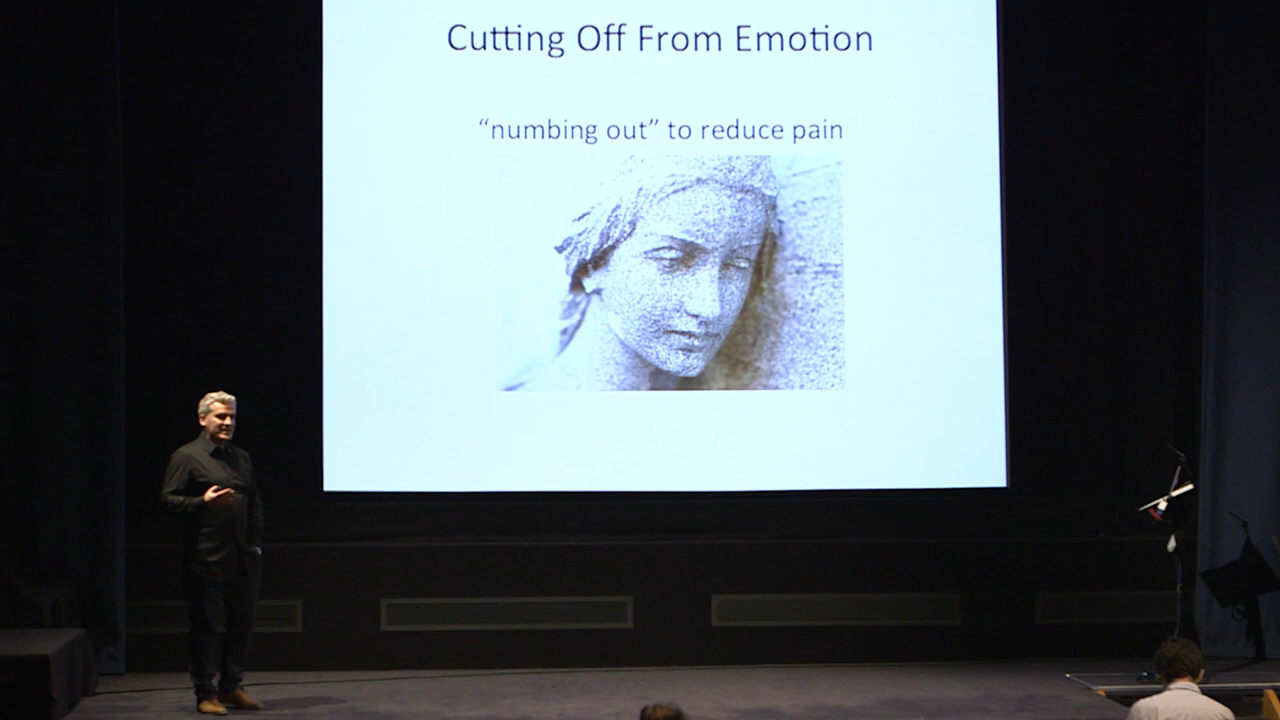 Cutting Off From Emotion
“numbing out” to reduce pain